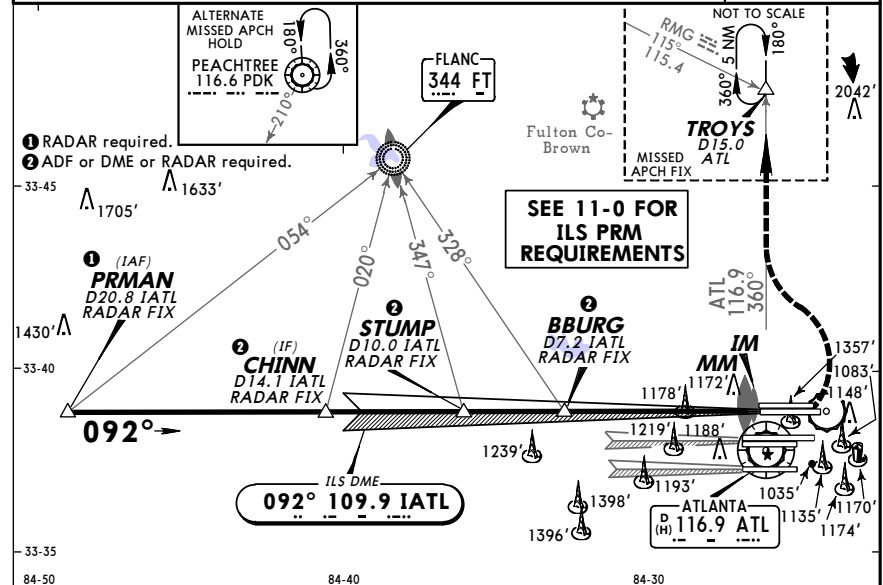 ALTERNATE
MISSED APCH
HOLD
PEACHTREE
116.6 PDK
180°
360°
210°
FLANC
344 FT
NOT TO SCALE
RMG
115°
115.4
5 NM
360°
180°
TROYS
D15.0
ATL
MISSED
APCH FIX
2042'
Fulton Co-
Brown
❶ RADAR required.
❷ ADF or DME or RADAR required.
33-45
1705'
1633'
SEE 11-0 FOR
ILS PRM
REQUIREMENTS
054°
020°
347°
328°
❶ (IAF)
PRMAN
D20.8 IATL
RADAR FIX
1430'
❷ (IF)
CHINN
D14.1 IATL
RADAR FIX
❷
STUMP
D10.0 IATL
RADAR FIX
❷
BBURG
D7.2 IATL
RADAR FIX
ATL
116.9
360°
IM
MM
33-40
1357'
1083'
1148'
1178'
1172'
092°
1219'
1188'
1239'
1193'
ILS DME
092° 109.9 IATL
1398'
1396'
ATLANTA
D
(H) 116.9 ATL
1035'
1135'
1174'
1170'
33-35
84-50
84-40
84-30